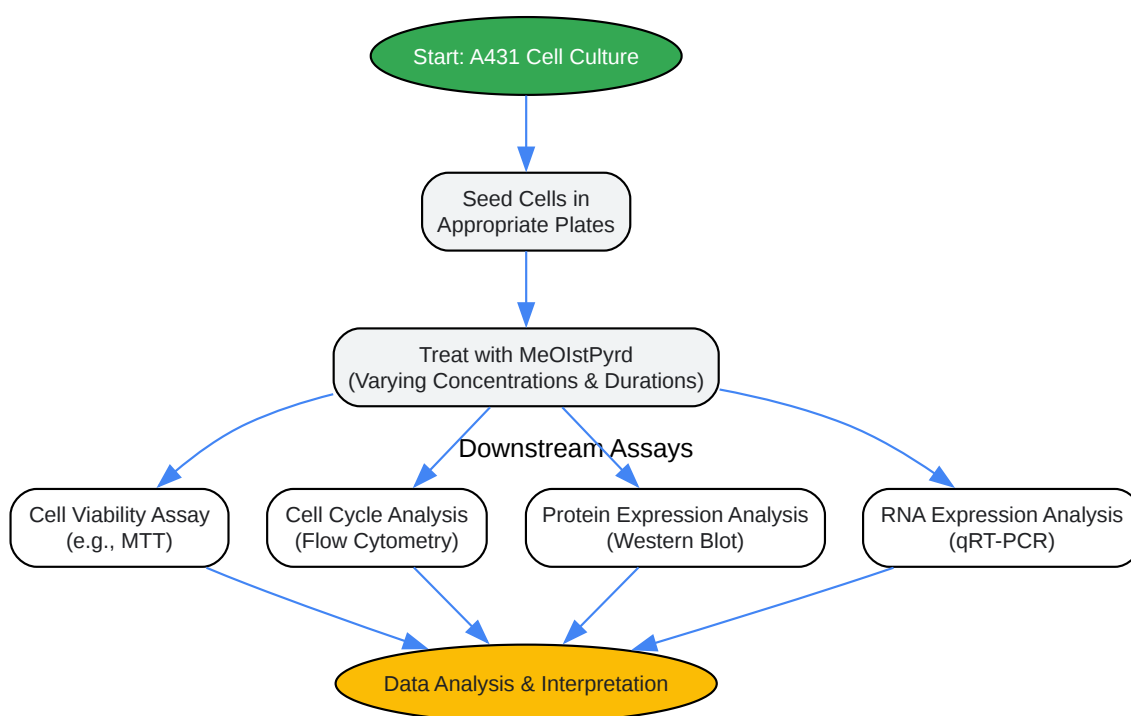 Start: A431 Cell Culture
Seed Cells in
Appropriate Plates
Treat with MeOIstPyrd
(Varying Concentrations & Durations)
Downstream Assays
Cell Viability Assay
(e.g., MTT)
Cell Cycle Analysis
(Flow Cytometry)
Protein Expression Analysis
(Western Blot)
RNA Expression Analysis
(qRT-PCR)
Data Analysis & Interpretation